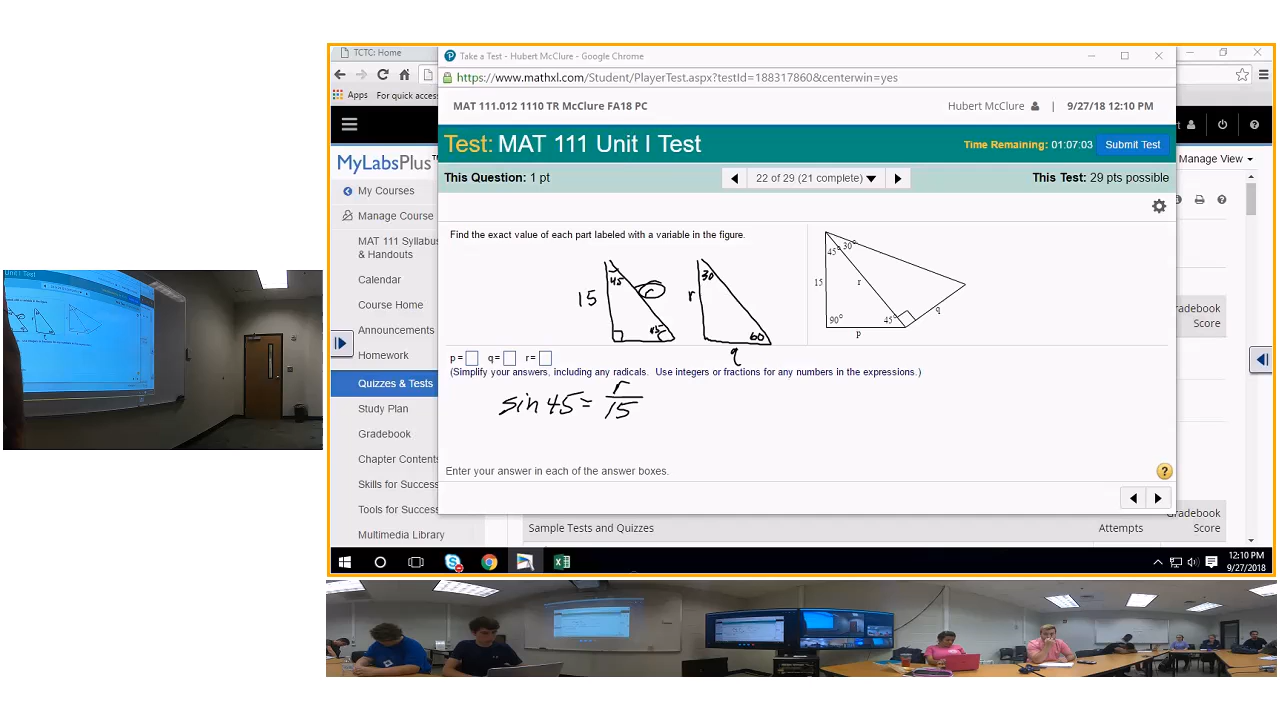 TCTC: Home
Take a Test - Hubert McClure - Google Chrome
https://www.mathxl.com/Student/PlayerTest.aspx?testId=188317860&centerwin=yes
Apps For quick access
MAT 111.012 1110 TR McClure FA18 PC
Hubert McClure
9/27/18 12:10 PM
MyLabsPlus
Test: MAT 111 Unit I Test
Time Remaining: 01:07:03
Submit Test
Manage View
This Question: 1 pt
22 of 29 (21 complete)
This Test: 29 pts possible
My Courses
Manage Course
MAT 111 Syllabus
& Handouts
Calendar
Course Home
Announcements
Homework
Quizzes & Tests
Study Plan
Gradebook
Chapter Contents
Skills for Success
Tools for Success
Multimedia Library
Find the exact value of each part labeled with a variable in the figure.
45° 30°
15
r
90°
45°
q
p
45
15
r
45
30
r
60
q
p= q= r=
(Simplify your answers, including any radicals. Use integers or fractions for any numbers in the expressions.)
sin 45 = r
15
Enter your answer in each of the answer boxes.
Gradebook
Score
Gradebook
Sample Tests and Quizzes
Attempts
Score
12:10 PM
9/27/2018